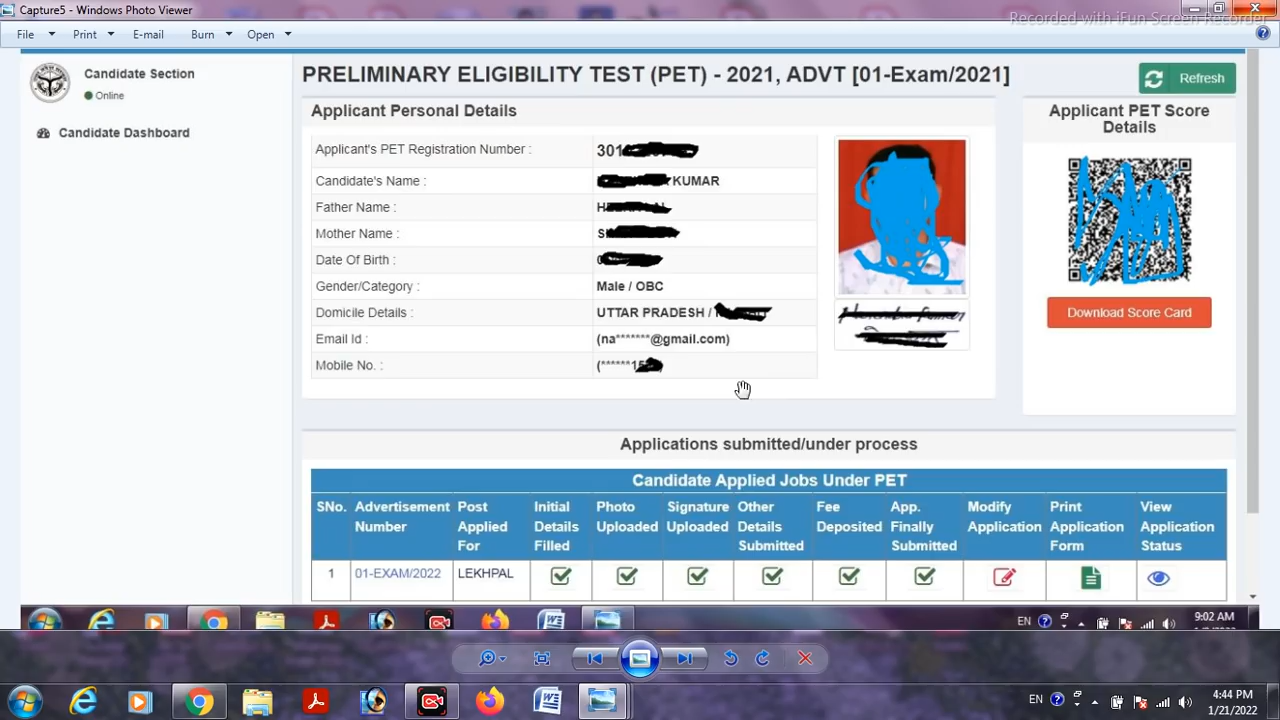 Capture5 - Windows Photo Viewer
Recorded with iFun Screen Recorder
File Print E-mail Burn Open
Candidate Section
Online
Candidate Dashboard
PRELIMINARY ELIGIBILITY TEST (PET) - 2021, ADVT [01-Exam/2021]
Refresh
Applicant Personal Details
Applicant's PET Registration Number : 301
Candidate's Name : KUMAR
Father Name : H
Mother Name : S
Date Of Birth :
Gender/Category : Male / OBC
Domicile Details : UTTAR PRADESH /
Email Id : (na*******@gmail.com)
Mobile No. : (******1
Applicant PET Score
Details
Download Score Card
Applications submitted/under process
Candidate Applied Jobs Under PET
SNo. Advertisement Number Post Applied For Initial Details Filled Photo Uploaded Signature Uploaded Other Details Submitted Fee Deposited App. Finally Submitted Modify Application Print Application Form View Application Status
1 01-EXAM/2022 LEKHPAL
EN 9:02 AM
EN 4:44 PM
1/21/2022